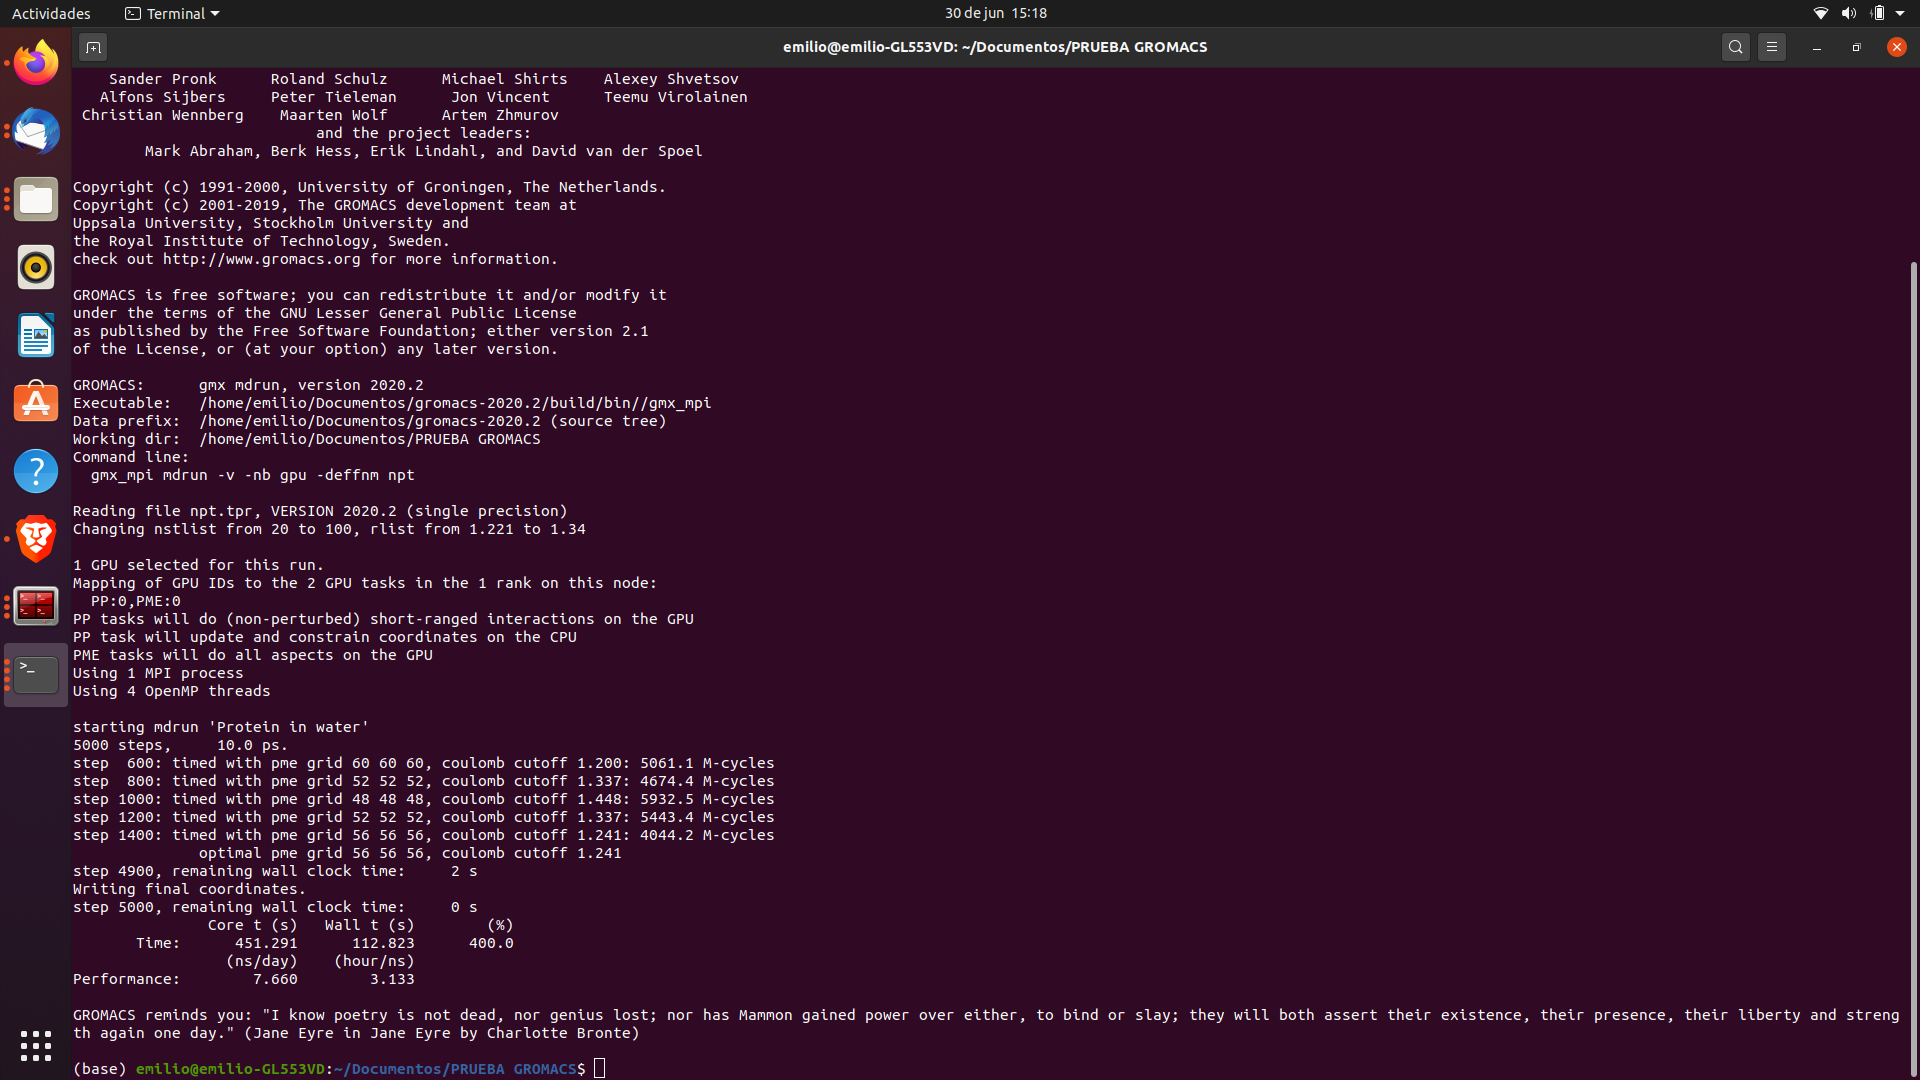 Actividades Terminal 30 de jun 15:18
emilio@emilio-GL553VD: ~/Documentos/PRUEBA GROMACS
Sander Pronk Roland Schulz Michael Shirts Alexey Shvetsov
Alfons Sijbers Peter Tieleman Jon Vincent Teemu Virolainen
Christian Wennberg Maarten Wolf Artem Zhmurov
and the project leaders:
Mark Abraham, Berk Hess, Erik Lindahl, and David van der Spoel
Copyright (c) 1991-2000, University of Groningen, The Netherlands.
Copyright (c) 2001-2019, The GROMACS development team at
Uppsala University, Stockholm University and
the Royal Institute of Technology, Sweden.
check out http://www.gromacs.org for more information.
GROMACS is free software; you can redistribute it and/or modify it
under the terms of the GNU Lesser General Public License
as published by the Free Software Foundation; either version 2.1
of the License, or (at your option) any later version.
GROMACS: gmx mdrun, version 2020.2
Executable: /home/emilio/Documentos/gromacs-2020.2/build/bin//gmx_mpi
Data prefix: /home/emilio/Documentos/gromacs-2020.2 (source tree)
Working dir: /home/emilio/Documentos/PRUEBA GROMACS
Command line:
gmx_mpi mdrun -v -nb gpu -deffnm npt
Reading file npt.tpr, VERSION 2020.2 (single precision)
Changing nstlist from 20 to 100, rlist from 1.221 to 1.34
1 GPU selected for this run.
Mapping of GPU IDs to the 2 GPU tasks in the 1 rank on this node:
PP:0,PME:0
PP tasks will do (non-perturbed) short-ranged interactions on the GPU
PP task will update and constrain coordinates on the CPU
PME tasks will do all aspects on the GPU
Using 1 MPI process
Using 4 OpenMP threads
starting mdrun 'Protein in water'
5000 steps, 10.0 ps.
step 600: timed with pme grid 60 60 60, coulomb cutoff 1.200: 5061.1 M-cycles
step 800: timed with pme grid 52 52 52, coulomb cutoff 1.337: 4674.4 M-cycles
step 1000: timed with pme grid 48 48 48, coulomb cutoff 1.448: 5932.5 M-cycles
step 1200: timed with pme grid 52 52 52, coulomb cutoff 1.337: 5443.4 M-cycles
step 1400: timed with pme grid 56 56 56, coulomb cutoff 1.241: 4044.2 M-cycles
optimal pme grid 56 56 56, coulomb cutoff 1.241
step 4900, remaining wall clock time: 2 s
Writing final coordinates.
step 5000, remaining wall clock time: 0 s
Core t (s) Wall t (s) (%)
Time: 451.291 112.823 400.0
(ns/day) (hour/ns)
Performance: 7.660 3.133
GROMACS reminds you: "I know poetry is not dead, nor genius lost; nor has Mammon gained power over either, to bind or slay; they will both assert their existence, their presence, their liberty and streng
th again one day." (Jane Eyre in Jane Eyre by Charlotte Bronte)
(base) emilio@emilio-GL553VD:~/Documentos/PRUEBA GROMACS$